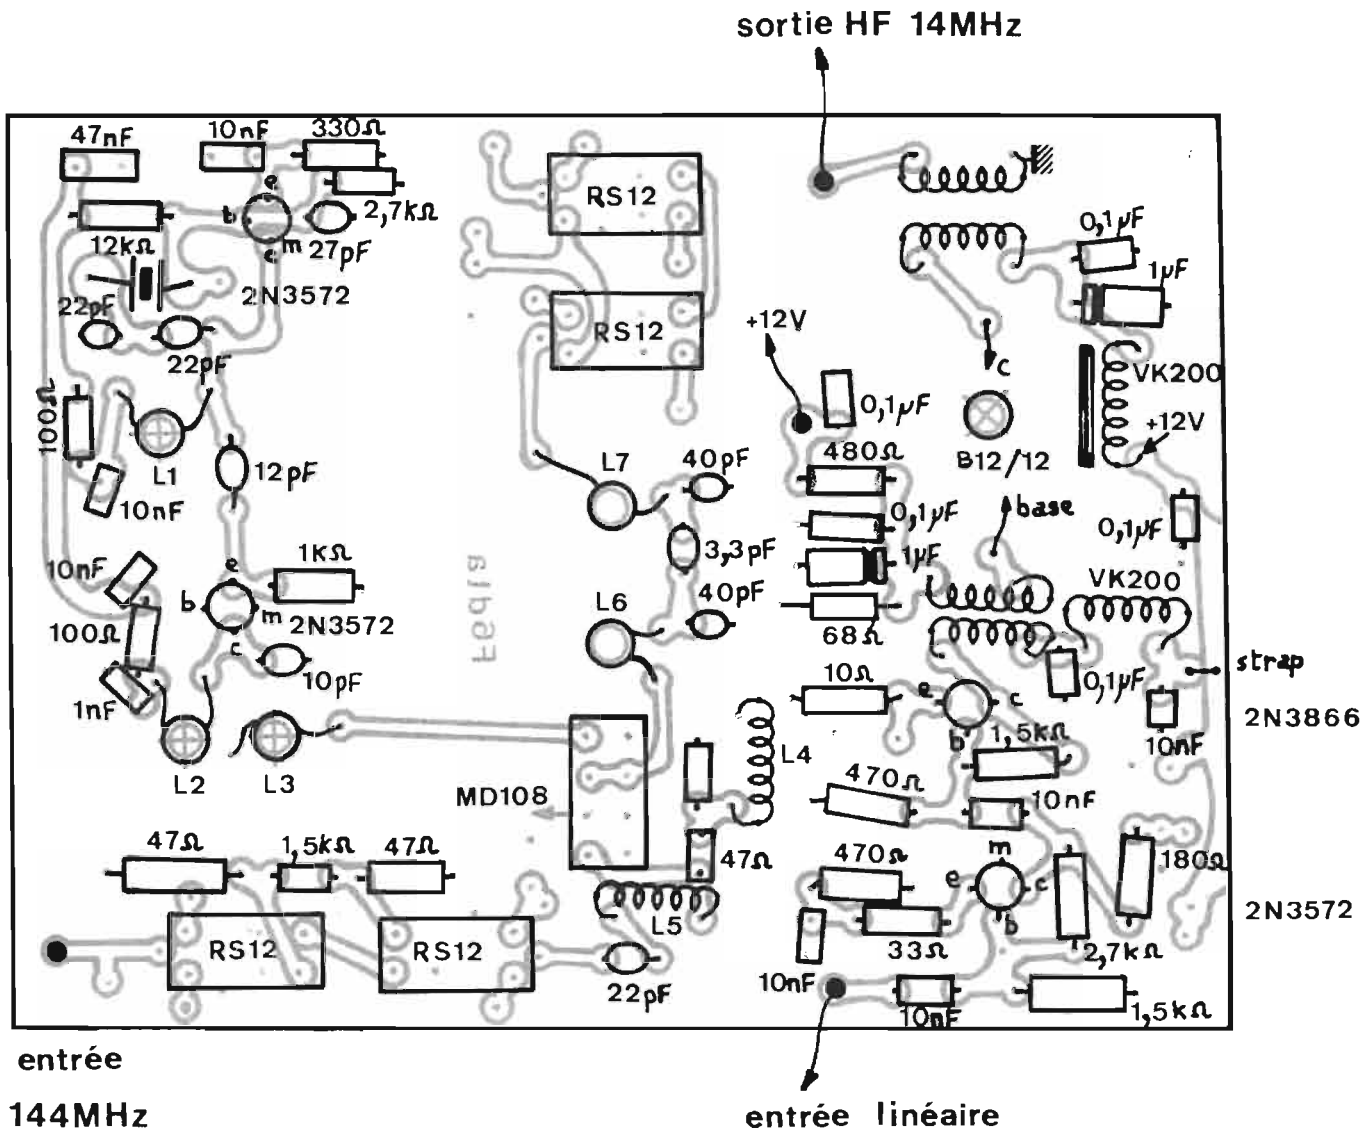 sortie HF 14MHz
47nF
10nF
330Ω
2,7kΩ
e
b
m
c
27pF
12kΩ
2N3572
22pF
22pF
100Ω
L1
10nF
12pF
RS12
RS12
+12V
0,1µF
1µF
VK200
+12V
C
B12/12
base
0,1µF
480Ω
0,1µF
1µF
68Ω
0,1µF
VK200
L7
40pF
3,3pF
40pF
L6
F6dla
10nF
1kΩ
e
b
m
c
2N3572
100Ω
10pF
1nF
L2
L3
MD108
L4
47Ω
L5
22pF
10Ω
e
c
b
0,1µF
strap
2N3866
10nF
1,5kΩ
470Ω
10nF
m
e
c
b
470Ω
180Ω
2N3572
33Ω
2,7kΩ
10nF
10nF
1,5kΩ
47Ω
1,5kΩ
47Ω
RS12
RS12
entrée
144MHz
entrée linéaire